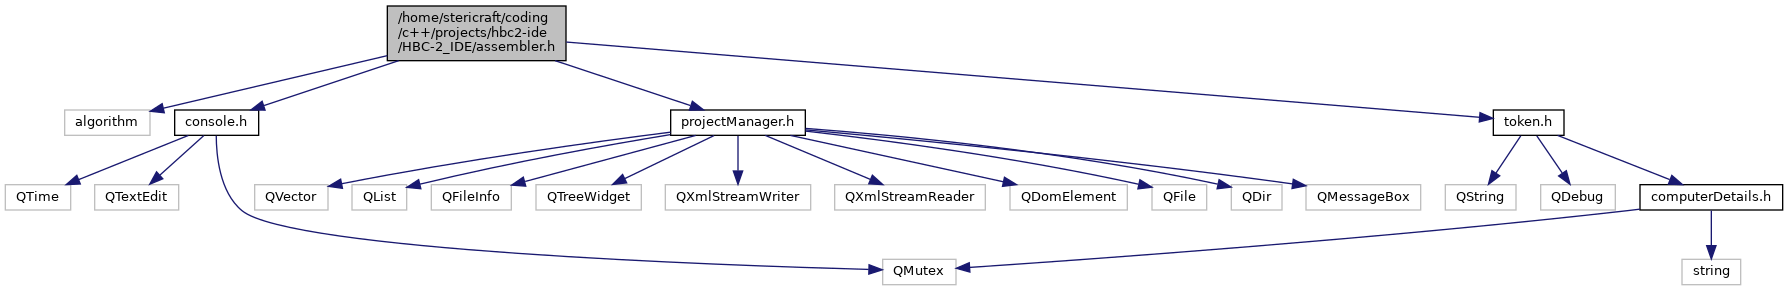 /home/stericraft/coding
/c++/projects/hbc2-ide
/HBC-2_IDE/assembler.h
algorithm
console.h
projectManager.h
token.h
QTime
QTextEdit
QVector
QList
QFileInfo
QTreeWidget
QXmlStreamWriter
QXmlStreamReader
QDomElement
QFile
QDir
QMessageBox
QString
QDebug
computerDetails.h
QMutex
string